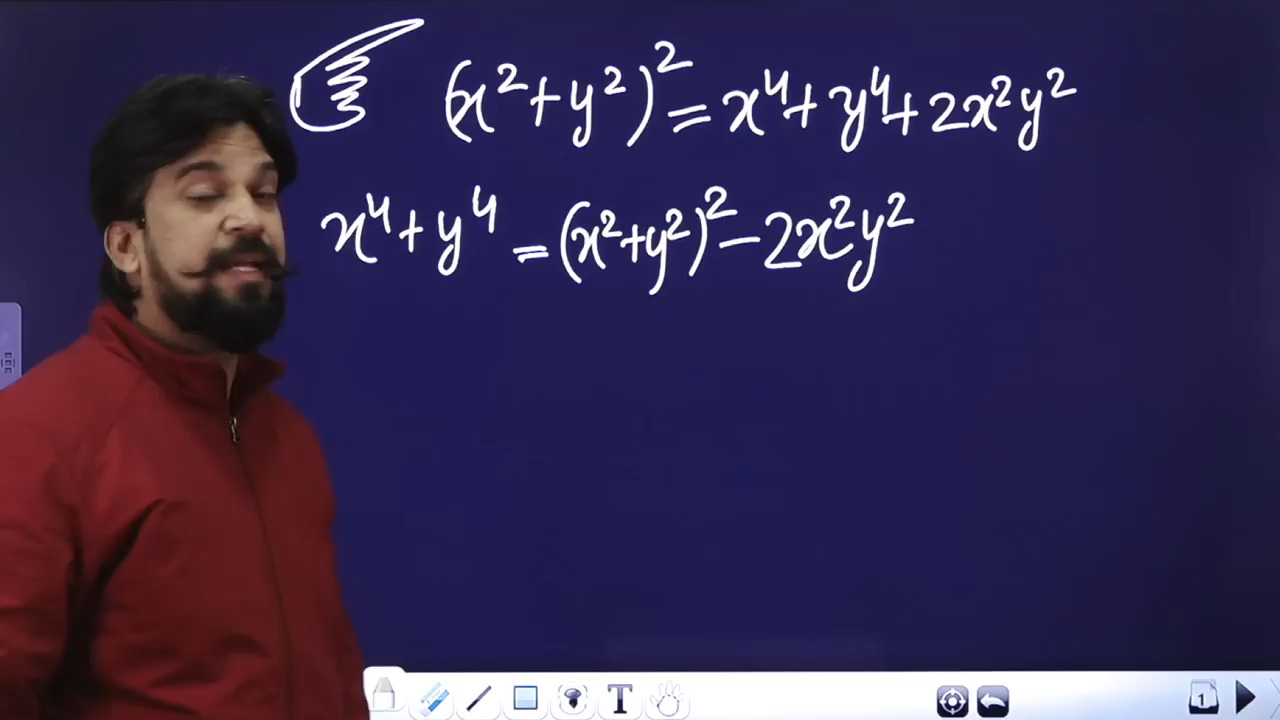 (x²+y²)² = x⁴+y⁴+2x²y²
x⁴+y⁴ = (x²+y²)²−2x²y²
T
1